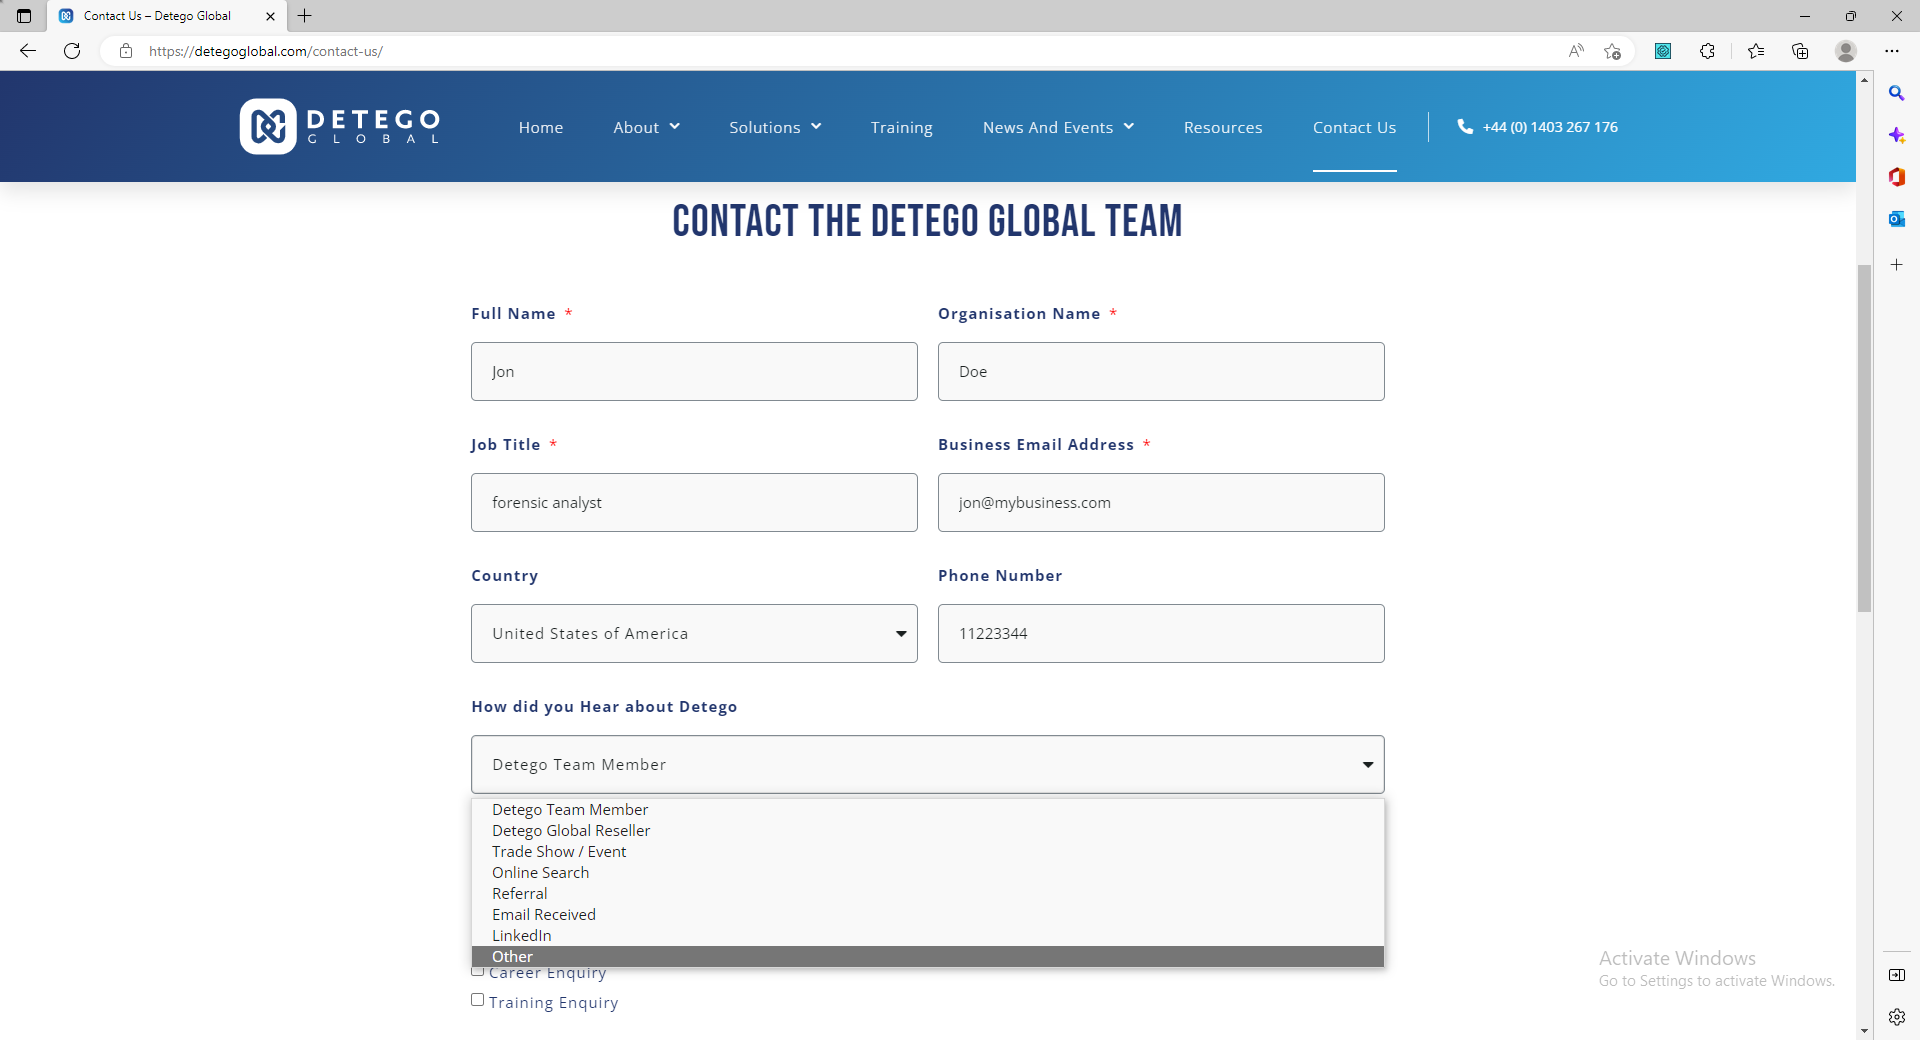 Contact Us – Detego Global
https://detegoglobal.com/contact-us/
DETEGO
GLOBAL
Home
About
Solutions
Training
News And Events
Resources
Contact Us
+44 (0) 1403 267 176
CONTACT THE DETEGO GLOBAL TEAM
Full Name *
Organisation Name *
Jon
Doe
Job Title *
Business Email Address *
forensic analyst
jon@mybusiness.com
Country
Phone Number
United States of America
11223344
How did you Hear about Detego
Detego Team Member
Detego Team Member
Detego Global Reseller
Trade Show / Event
Online Search
Referral
Email Received
LinkedIn
Other
Career Enquiry
Training Enquiry
Activate Windows
Go to Settings to activate Windows.